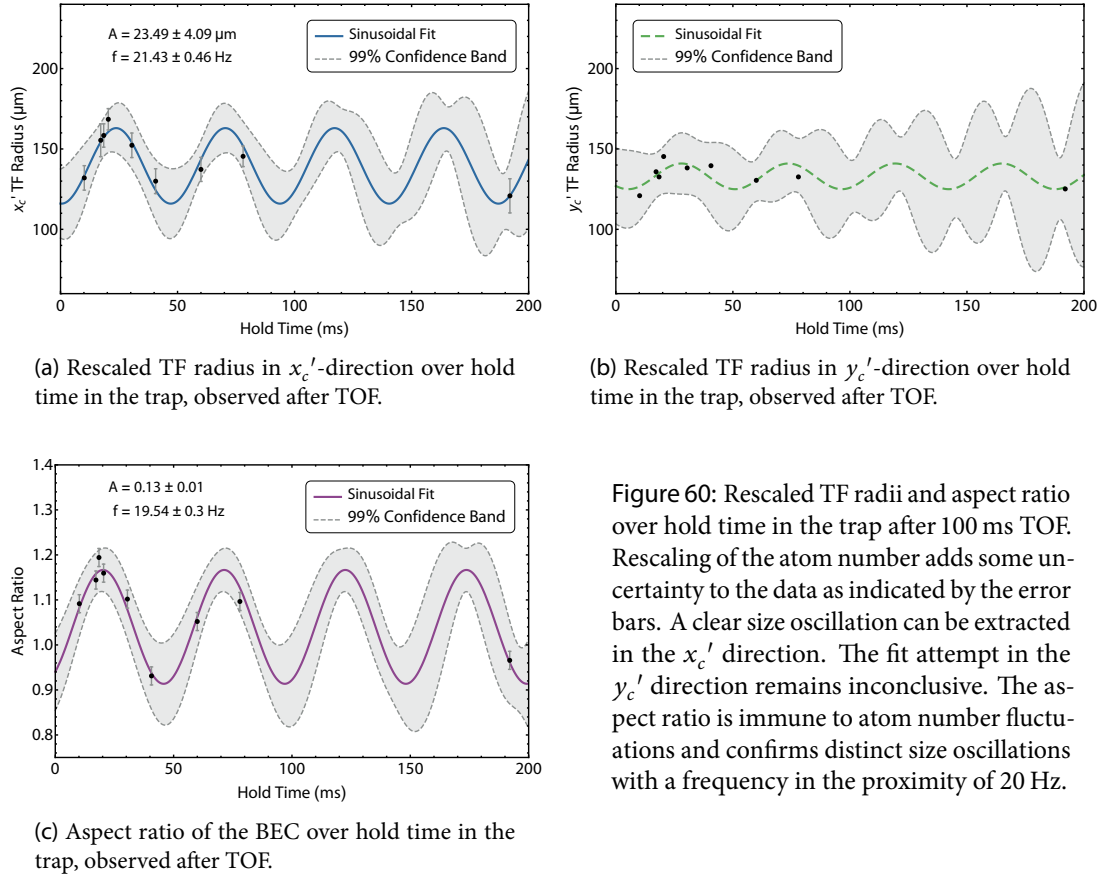 A = 23.49 ± 4.09 µm
f = 21.43 ± 0.46 Hz
Sinusoidal Fit
99% Confidence Band
200
150
100
x_c' TF Radius (µm)
0 50 100 150 200
Hold Time (ms)
(a) Rescaled TF radius in x_c'-direction over hold
time in the trap, observed after TOF.
Sinusoidal Fit
99% Confidence Band
200
150
100
y_c' TF Radius (µm)
0 50 100 150 200
Hold Time (ms)
(b) Rescaled TF radius in y_c'-direction over hold
time in the trap, observed after TOF.
A = 0.13 ± 0.01
f = 19.54 ± 0.3 Hz
Sinusoidal Fit
99% Confidence Band
1.4
1.3
1.2
1.1
1.0
0.9
0.8
Aspect Ratio
0 50 100 150 200
Hold Time (ms)
(c) Aspect ratio of the BEC over hold time in the
trap, observed after TOF.
Figure 60: Rescaled TF radii and aspect ratio
over hold time in the trap after 100 ms TOF.
Rescaling of the atom number adds some un-
certainty to the data as indicated by the error
bars. A clear size oscillation can be extracted
in the x_c' direction. The fit attempt in the
y_c' direction remains inconclusive. The as-
pect ratio is immune to atom number fluctu-
ations and confirms distinct size oscillations
with a frequency in the proximity of 20 Hz.